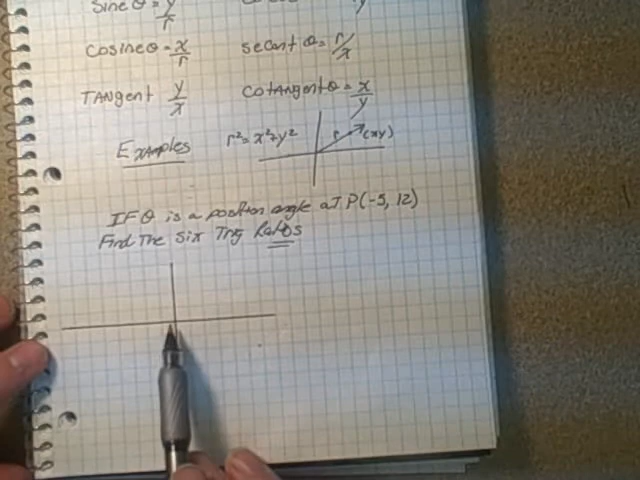 Sine θ = y/r
Cosine θ = x/r secant θ = r/x
TANgent y/x Cotangent θ = x/y
Examples r² = x² + y² r (xy)
IF θ is a position angle aT P(-5, 12)
Find The Six Trig Ratios